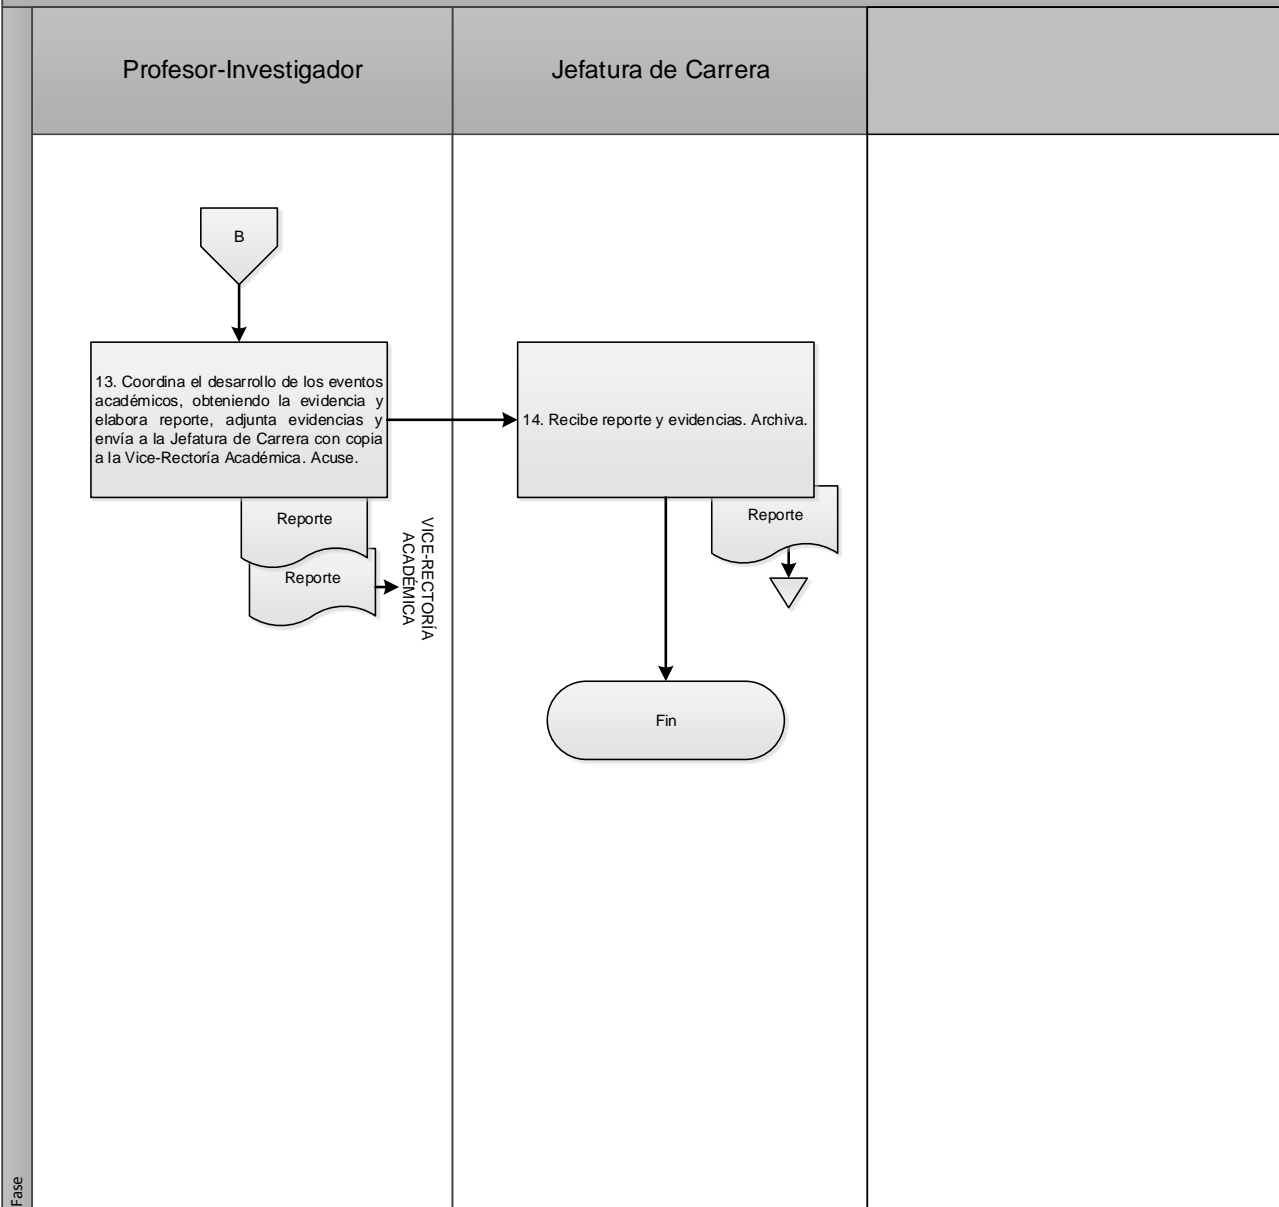 Profesor-Investigador
Jefatura de Carrera
B
13. Coordina el desarrollo de los eventos
académicos, obteniendo la evidencia y
elabora reporte, adjunta evidencias y
envía a la Jefatura de Carrera con copia
a la Vice-Rectoría Académica. Acuse.
14. Recibe reporte y evidencias. Archiva.
Reporte
Reporte
VICE-RECTORÍA
ACADÉMICA
Reporte
Fin
Fase